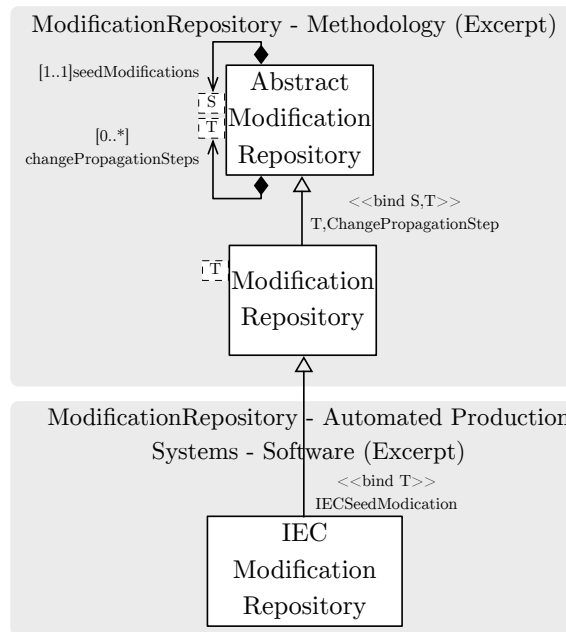 ModificationRepository - Methodology (Excerpt)
[1..1]seedModifications
S
T
[0..*]
changePropagationSteps
Abstract
Modification
Repository
<<bind S,T>>
T,ChangePropagationStep
T
Modification
Repository
ModificationRepository - Automated Production
Systems - Software (Excerpt)
<<bind T>>
IECSeedModication
IEC
Modification
Repository